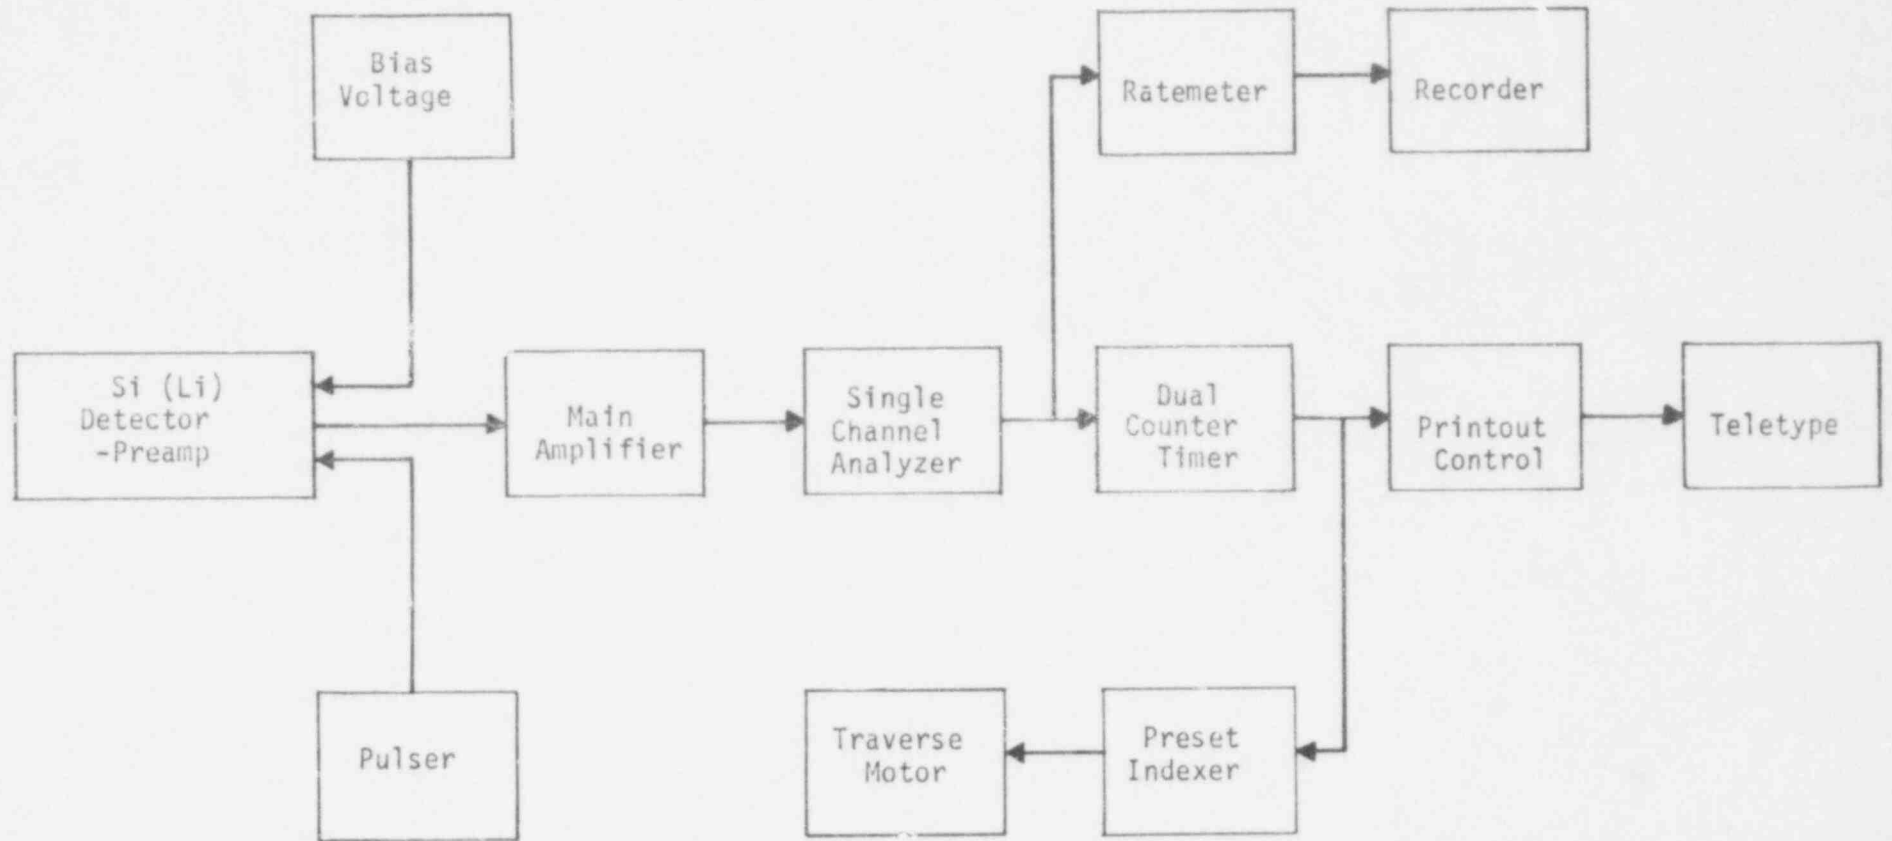 Bias
Voltage
Ratemeter
Recorder
Si (Li)
Detector
-Preamp
Main
Amplifier
Single
Channel
Analyzer
Dual
Counter
Timer
Printout
Control
Teletype
Pulser
Traverse
Motor
Preset
Indexer